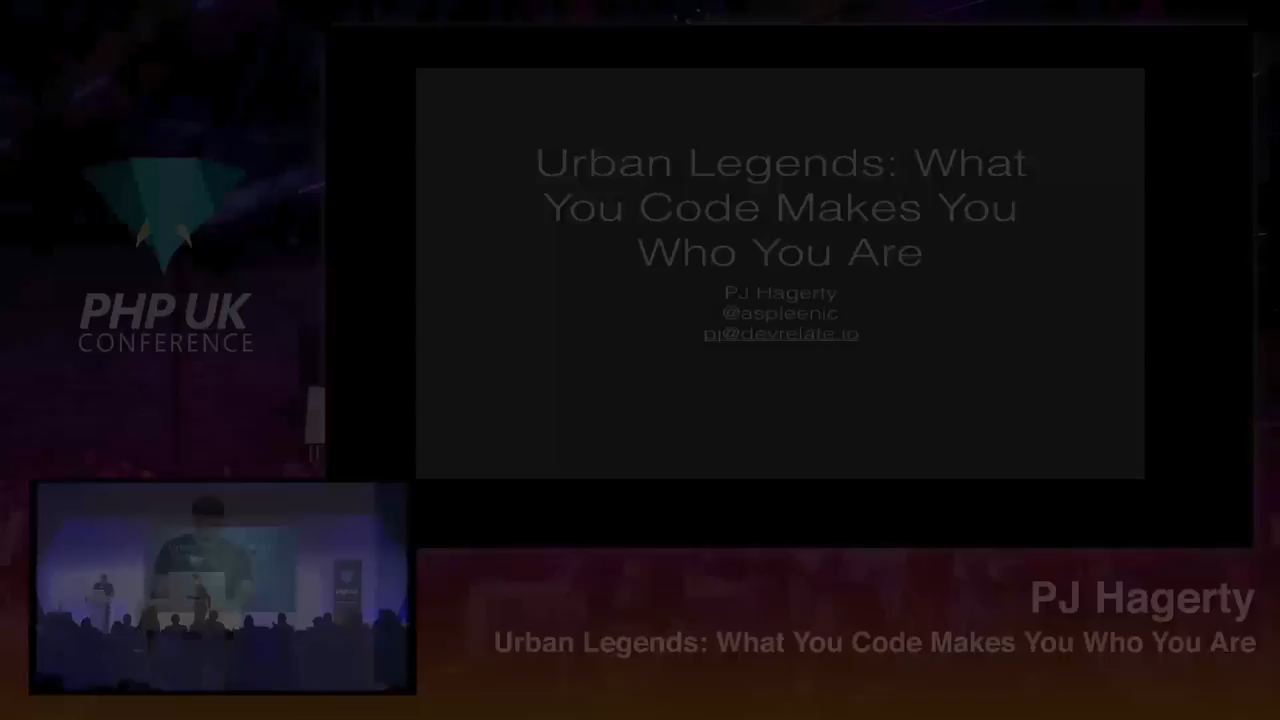 Urban Legends: What
You Code Makes You
Who You Are
PJ Hagerty
@aspleenic
pj@devrelate.io
PHP UK
CONFERENCE
PJ Hagerty
Urban Legends: What You Code Makes You Who You Are